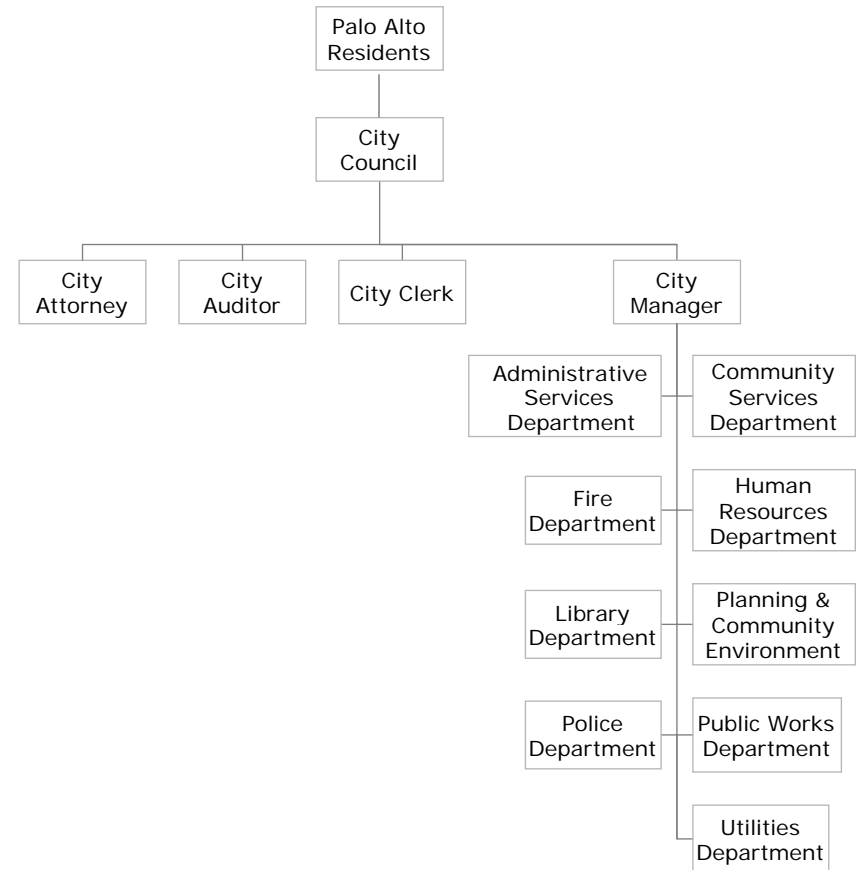 Palo Alto
Residents
City
Council
City
Attorney
City
Auditor
City Clerk
City
Manager
Administrative
Services
Department
Community
Services
Department
Fire
Department
Human
Resources
Department
Library
Department
Planning &
Community
Environment
Police
Department
Public Works
Department
Utilities
Department